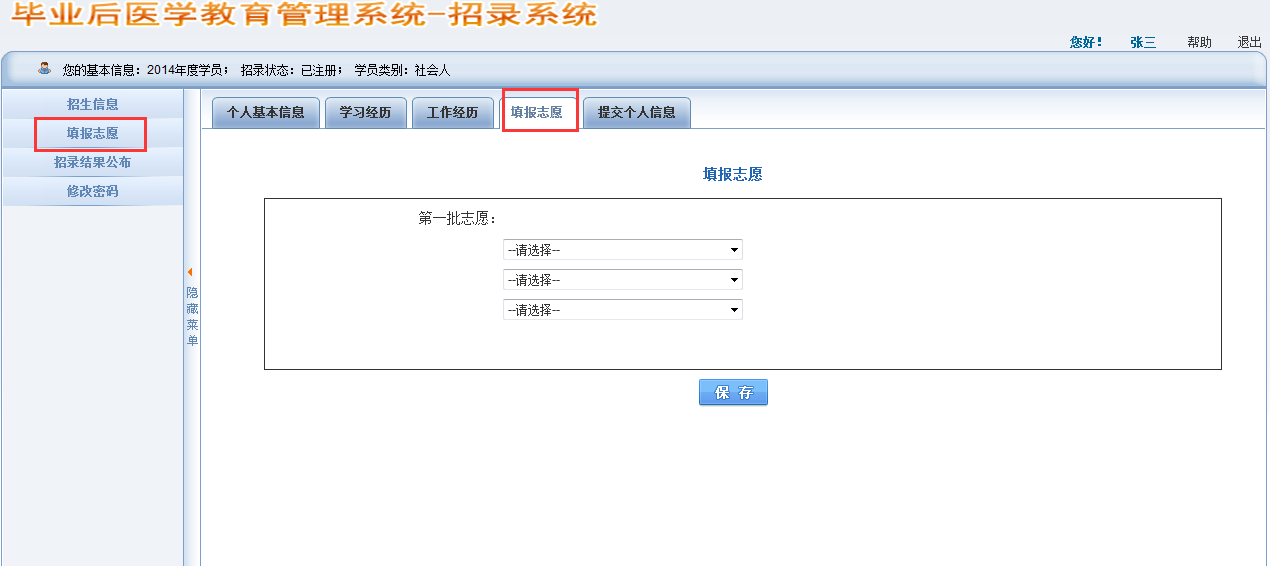 毕业后医学教育管理系统-招录系统
您好！ 张三 帮助 退出
您的基本信息：2014年度学员； 招录状态：已注册； 学员类别：社会人
招生信息
填报志愿
招录结果公布
修改密码
隐藏菜单
个人基本信息 学习经历 工作经历 填报志愿 提交个人信息
填报志愿
第一批志愿：
--请选择--
--请选择--
--请选择--
保 存